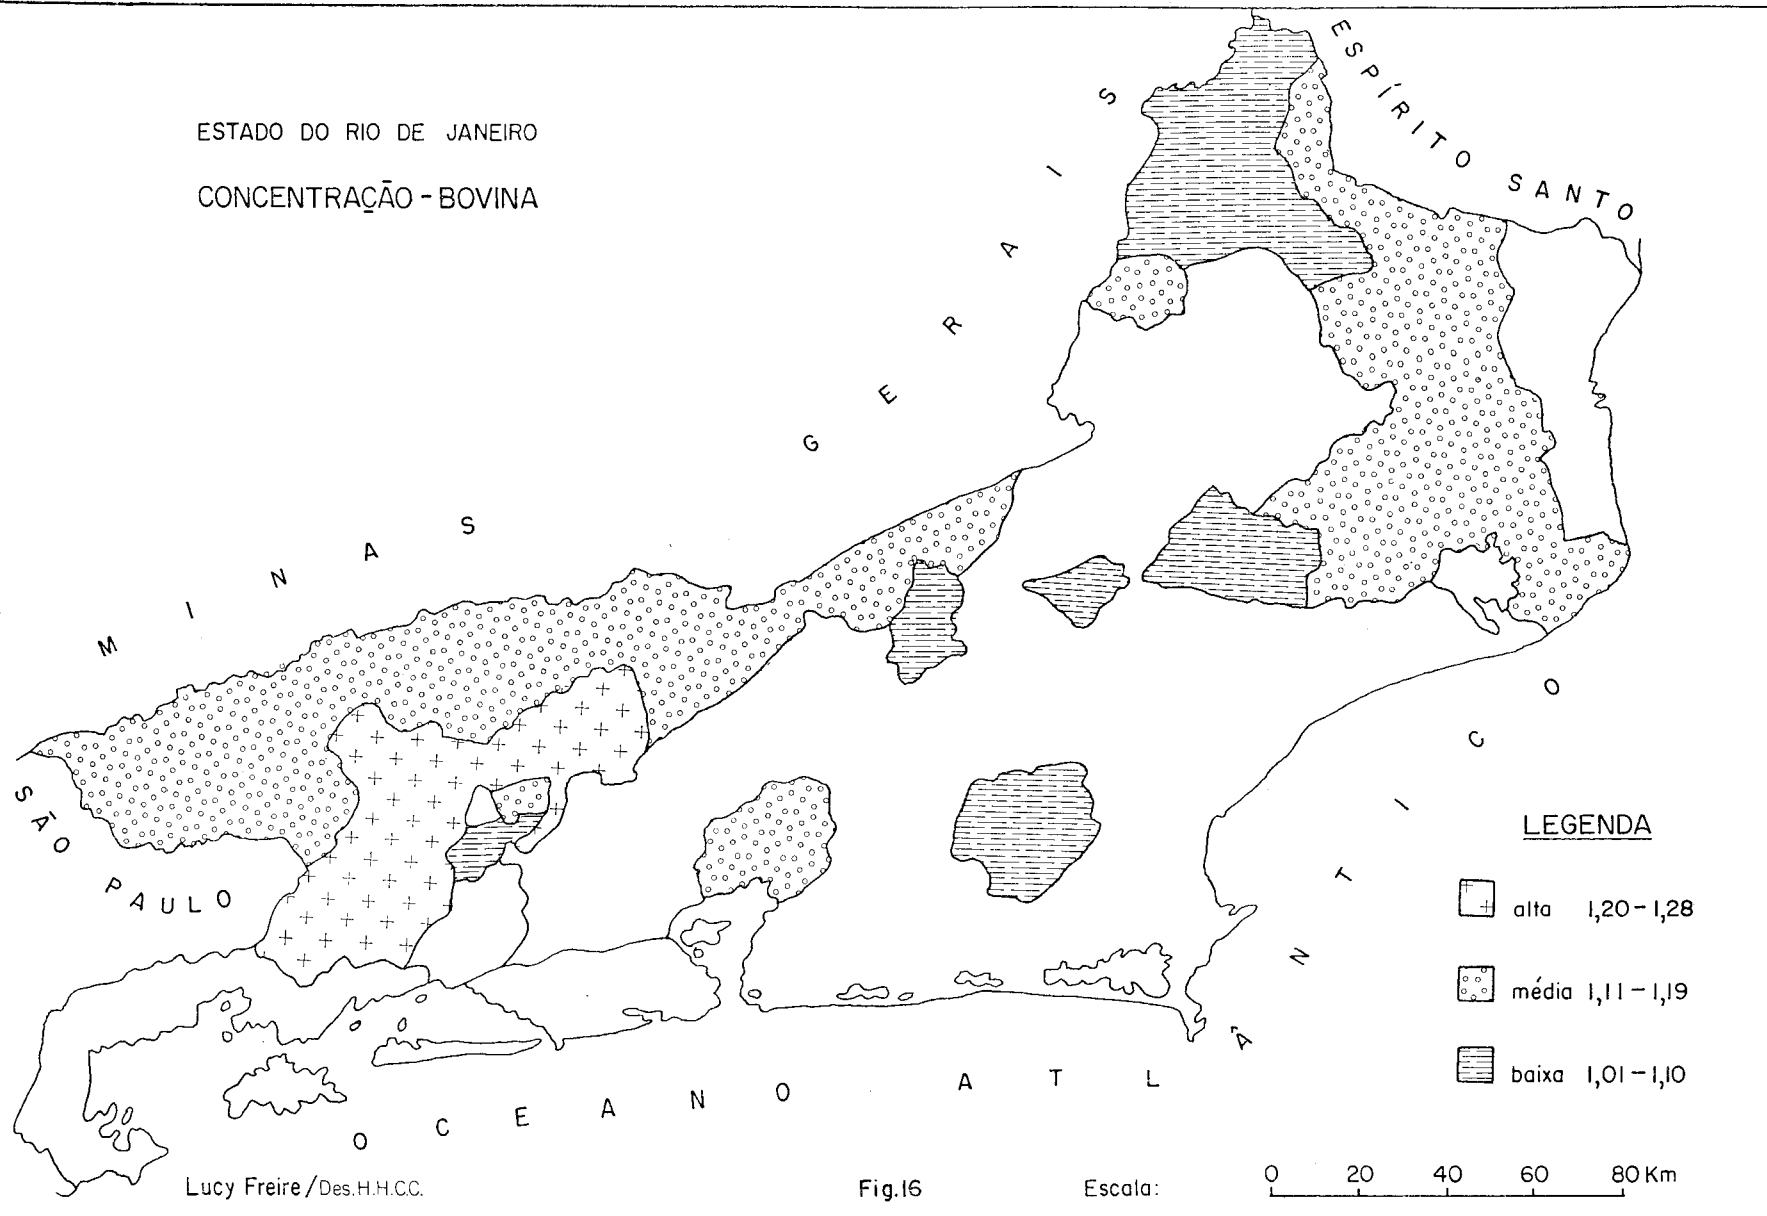 ESTADO DO RIO DE JANEIRO
CONCENTRAÇÃO - BOVINA
MINAS GERAIS
ESPÍRITO SANTO
SÃO PAULO
OCEANO ATLÂNTICO
LEGENDA
alta 1,20 - 1,28
média 1,11 - 1,19
baixa 1,01 - 1,10
Lucy Freire/Des.H.H.C.C.
Fig.16
Escala: 0 20 40 60 80 Km